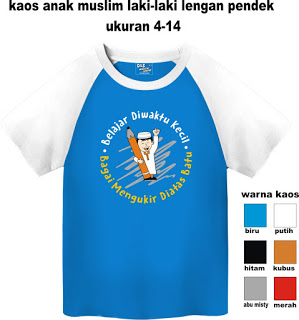 kaos anak muslim laki-laki lengan pendek
ukuran 4-14
Belajar Diwaktu Kecil
Bagai Mengukir Diatas Batu
warna kaos
biru putih
hitam kubus
abu misty merah